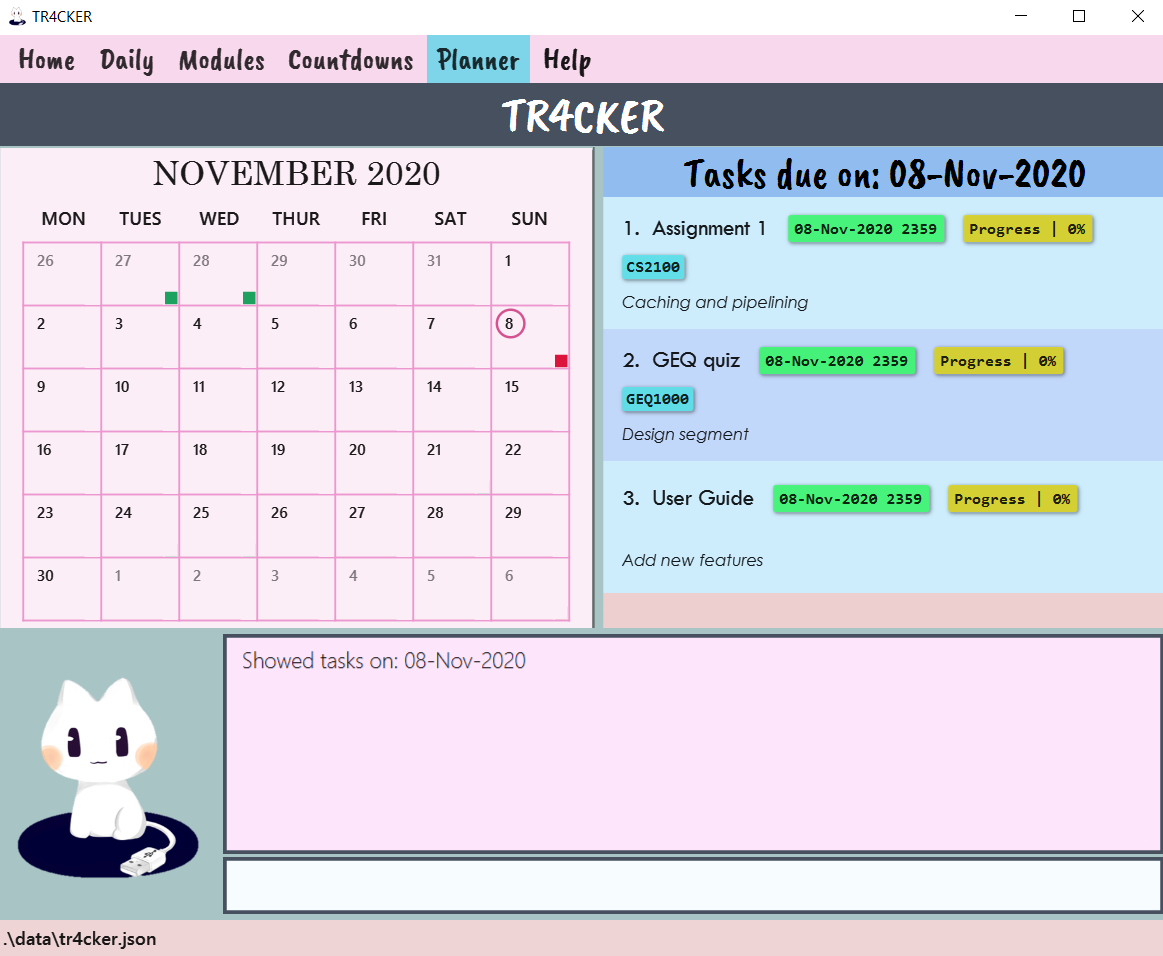 TR4CKER
Home Daily Modules Countdowns Planner Help
TR4CKER
NOVEMBER 2020
MON TUES WED THUR FRI SAT SUN
26 27 28 29 30 31 1
2 3 4 5 6 7 8
9 10 11 12 13 14 15
16 17 18 19 20 21 22
23 24 25 26 27 28 29
30 1 2 3 4 5 6
Tasks due on: 08-Nov-2020
1. Assignment 1 08-Nov-2020 2359 Progress | 0%
CS2100
Caching and pipelining
2. GEQ quiz 08-Nov-2020 2359 Progress | 0%
GEQ1000
Design segment
3. User Guide 08-Nov-2020 2359 Progress | 0%
Add new features
Showed tasks on: 08-Nov-2020
.\data\tr4cker.json